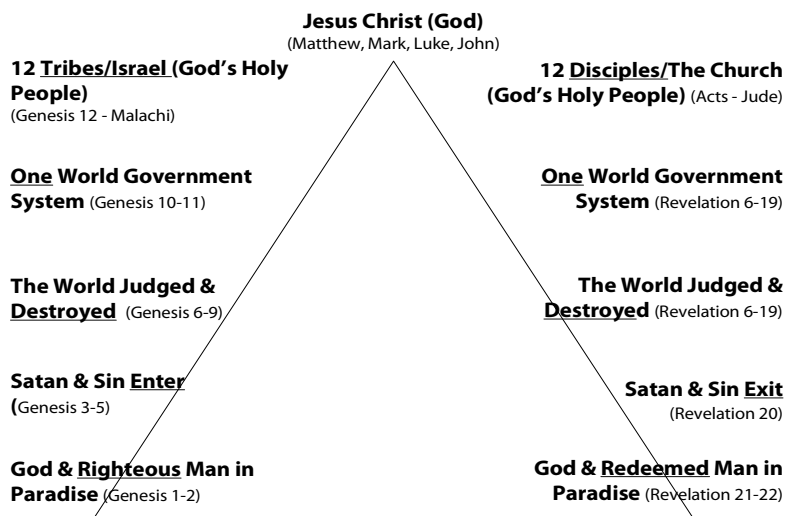 Jesus Christ (God)
(Matthew, Mark, Luke, John)
12 Tribes/Israel (God’s Holy
People)
(Genesis 12 - Malachi)
12 Disciples/The Church
(God’s Holy People) (Acts - Jude)
One World Government
System (Genesis 10-11)
One World Government
System (Revelation 6-19)
The World Judged &
Destroyed (Genesis 6-9)
The World Judged &
Destroyed (Revelation 6-19)
Satan & Sin Enter
(Genesis 3-5)
Satan & Sin Exit
(Revelation 20)
God & Righteous Man in
Paradise (Genesis 1-2)
God & Redeemed Man in
Paradise (Revelation 21-22)